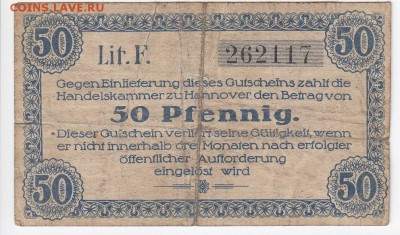 COINS.LAVE.RU
50
50
Lit. F.
262117
Gegen Einlieferung dieses Gutscheins zahlt die
Handelskammer zu Hannover den Betrag von
50 Pfennig.
Dieser Gutschein verliert seine Gültigkeit, wenn
er nicht innerhalb drei Monaten nach erfolgter
öffentlicher Aufforderung
eingelöst wird
50
50